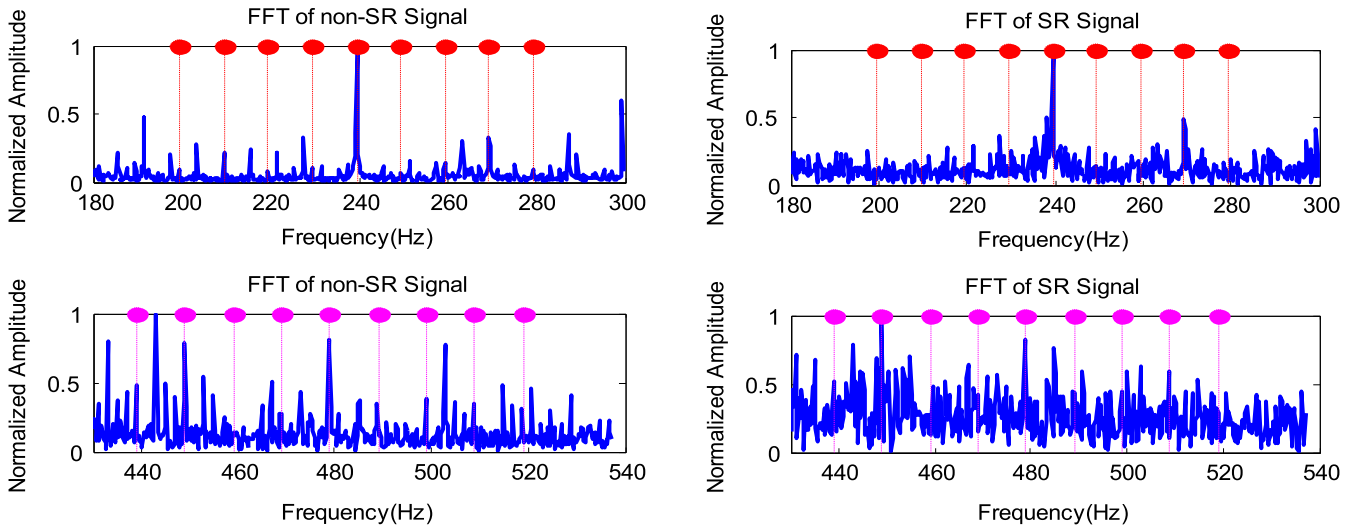 FFT of non-SR Signal
Normalized Amplitude
1
0.5
0
180 200 220 240 260 280 300
Frequency(Hz)
FFT of SR Signal
Normalized Amplitude
1
0.5
0
180 200 220 240 260 280 300
Frequency(Hz)
FFT of non-SR Signal
Normalized Amplitude
1
0.5
0
440 460 480 500 520 540
Frequency(Hz)
FFT of SR Signal
Normalized Amplitude
1
0.5
0
440 460 480 500 520 540
Frequency(Hz)